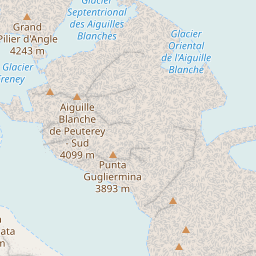 Glacier
Septentrional
des Aiguilles
Blanches
Grand
Pilier d'Angle
4243 m
Glacier
Oriental
de l'Aiguille
Blanche
Glacier
Freney
Aiguille
Blanche
de Peuterey
- Sud
4099 m
Punta
Gugliermina
3893 m